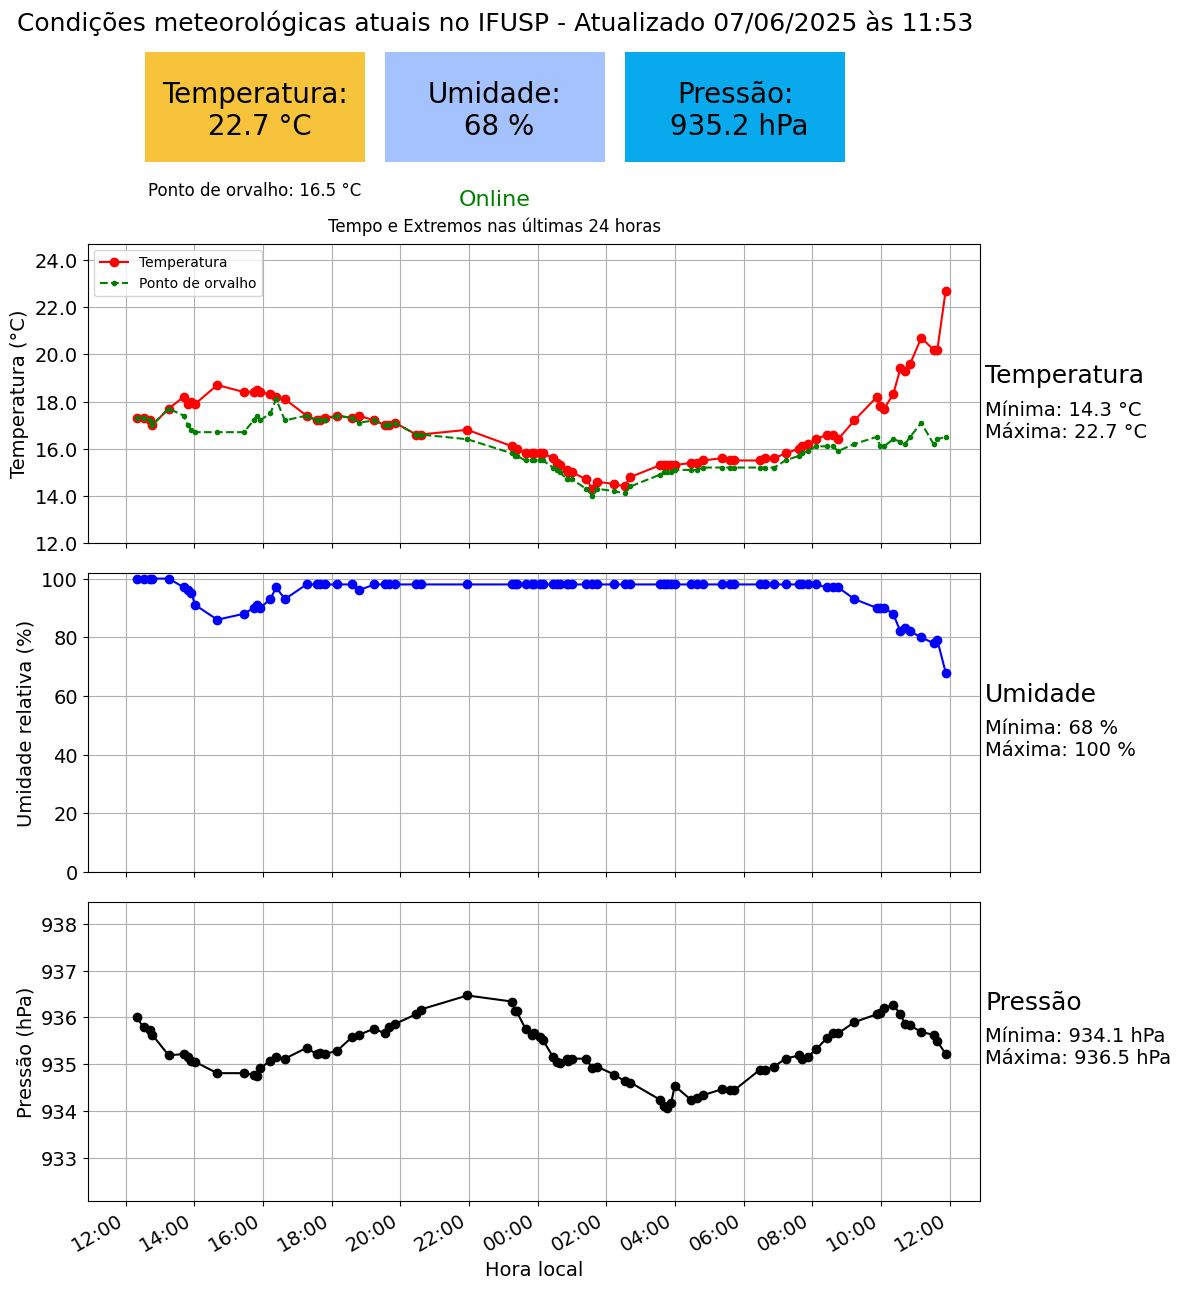 Condições meteorológicas atuais no IFUSP - Atualizado 07/06/2025 às 11:53
Temperatura:
22.7 °C
Umidade:
68 %
Pressão:
935.2 hPa
Ponto de orvalho: 16.5 °C
Online
Tempo e Extremos nas últimas 24 horas
Temperatura
Ponto de orvalho
Temperatura (°C)
24.0
22.0
20.0
18.0
16.0
14.0
12.0
Temperatura
Mínima: 14.3 °C
Máxima: 22.7 °C
Umidade relativa (%)
100
80
60
40
20
0
Umidade
Mínima: 68 %
Máxima: 100 %
Pressão (hPa)
938
937
936
935
934
933
Pressão
Mínima: 934.1 hPa
Máxima: 936.5 hPa
12:00 14:00 16:00 18:00 20:00 22:00 00:00 02:00 04:00 06:00 08:00 10:00 12:00
Hora local